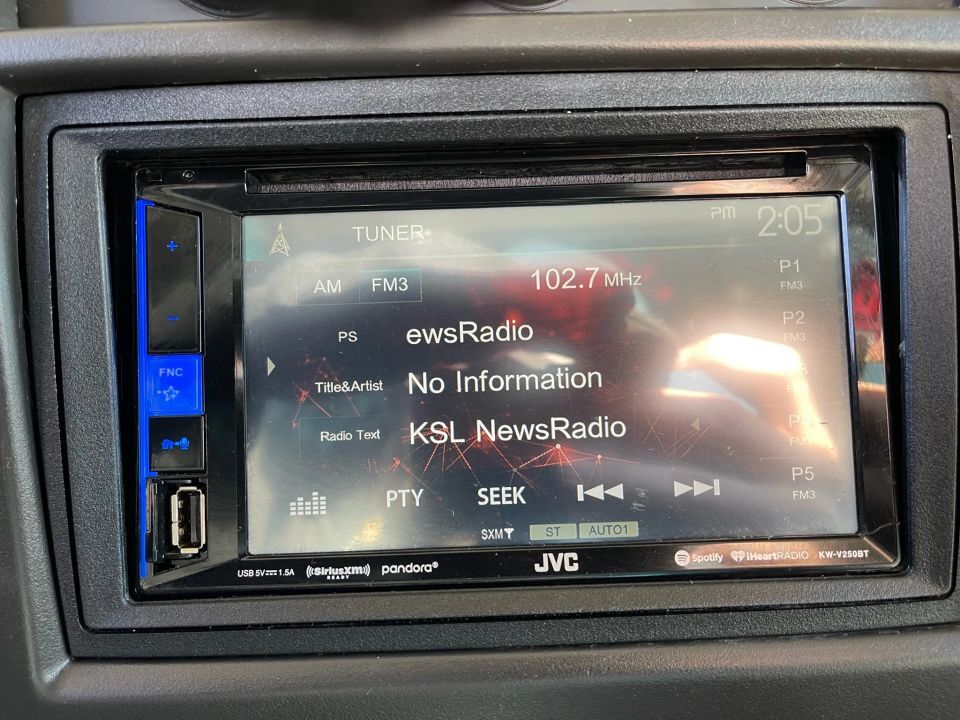 TUNER
PM 2:05
AM FM3 102.7 MHz
P1
FM3
PS ewsRadio
P2
FM3
Title&Artist No Information
Radio Text KSL NewsRadio
FM3
P5
FM3
PTY SEEK
SXM ST AUTO1
+
-
FNC
USB 5V 1.5A
((SiriusXM))
READY
pandora®
JVC
Spotify
iHeartRADIO
KW-V250BT